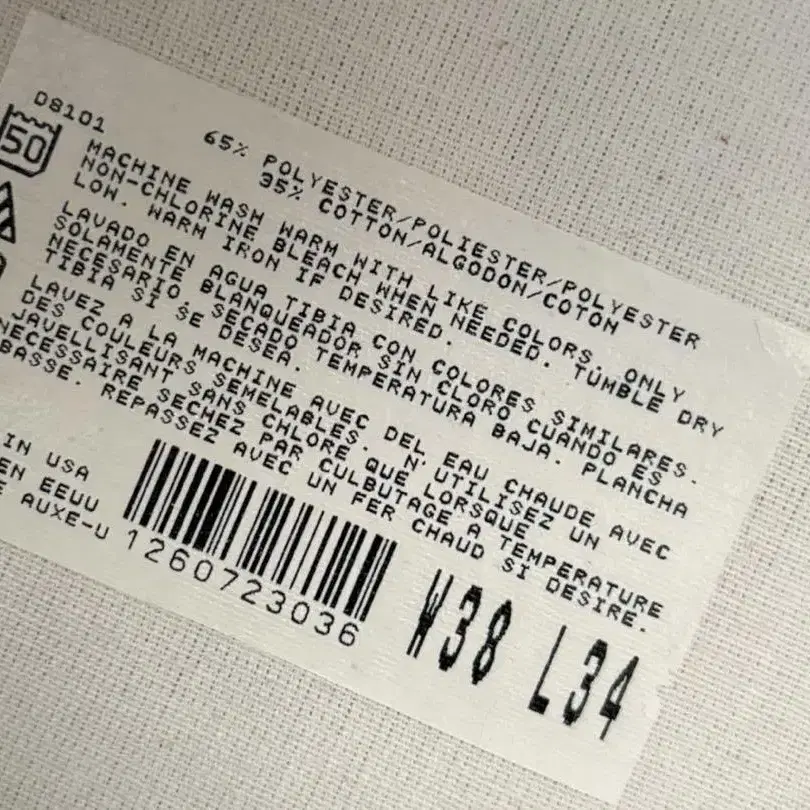 D8101
50
65% POLYESTER/POLIESTER/POLYESTER
35% COTTON/ALGODON/COTON
MACHINE WASH WARM WITH LIKE COLORS. ONLY
NON-CHLORINE BLEACH WHEN NEEDED. TUMBLE DRY
LOW. WARM IRON IF DESIRED.
LAVADO EN AGUA TIBIA CON COLORES SIMILARES.
SOLAMENTE BLANQUEADOR SIN CLORO CUANDO ES
NECESARIO. SECADO TEMPERATURA BAJA. PLANCHA
TIBIA SI SE DESEA.
LAVEZ A LA MACHINE AVEC DEL EAU CHAUDE AVEC
DES COULEURS SEMELABLES. N'UTILISEZ UN
JAVELLISANT SANS CHLORE QUE LORSQUE
NECESSAIRE SECHEZ PAR CULBUTAGE A TEMPERATURE
BASSE. REPASSEZ AVEC UN FER CHAUD SI DESIRE.
IN USA
EN EEUU
AUXE-U
1260723036
W38 L34